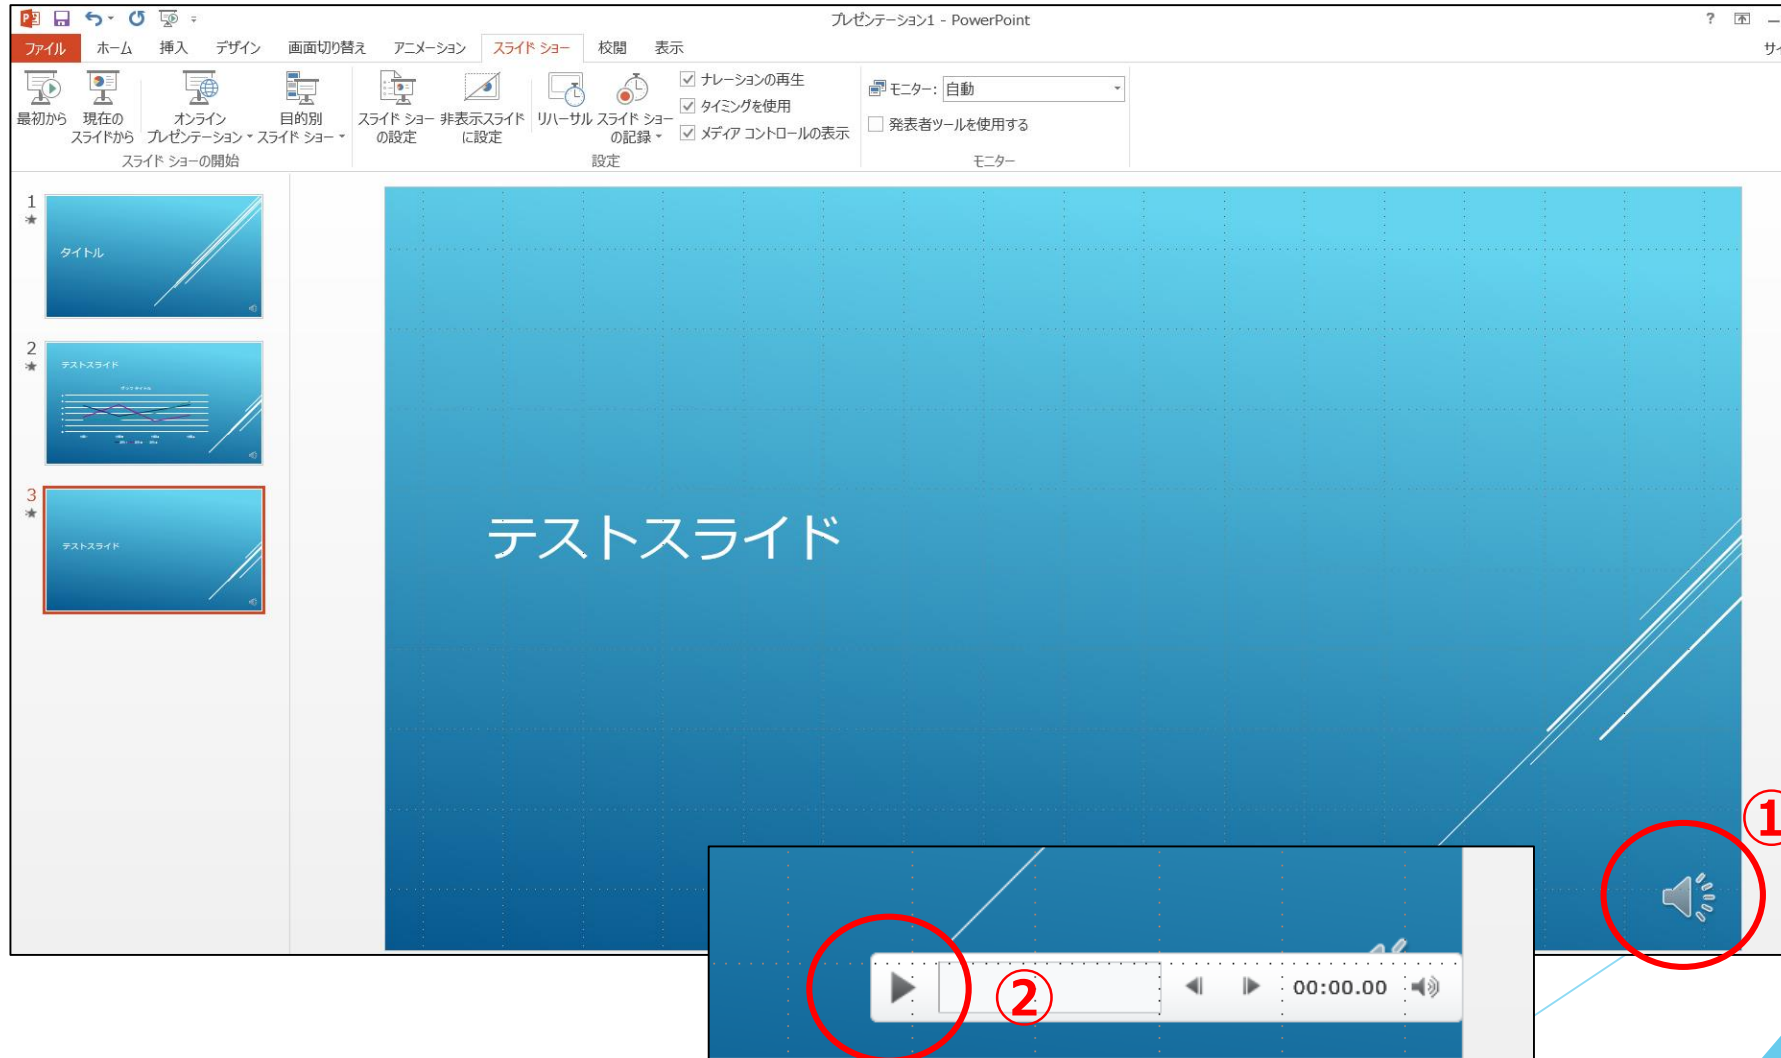 プレゼンテーション1 - PowerPoint
?
ファイル ホーム 挿入 デザイン 画面切り替え アニメーション スライド ショー 校閲 表示
最初から
現在の
スライドから
オンライン
プレゼンテーション
目的別
スライド ショー
スライド ショーの開始
スライド ショー
の設定
非表示スライド
に設定
リハーサル
スライド ショー
の記録
ナレーションの再生
タイミングを使用
メディア コントロールの表示
設定
モニター: 自動
発表者ツールを使用する
モニター
1
タイトル
2
テストスライド
3
テストスライド
テストスライド
①
②
00:00.00